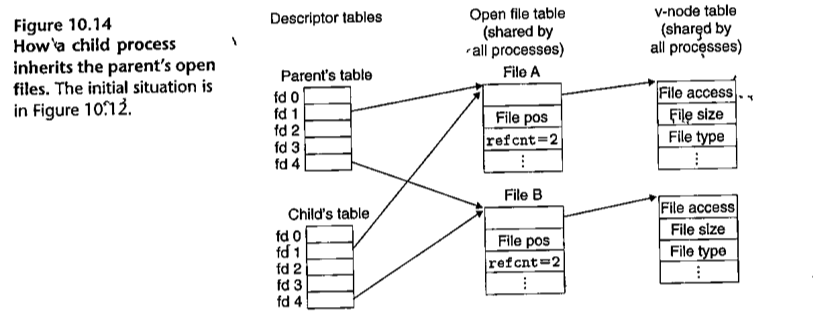 Figure 10.14
How a child process
inherits the parent's open
files. The initial situation is
in Figure 10.12.
Descriptor tables
Open file table
(shared by
all processes)
v-node table
(shared by
all processes)
Parent's table
fd 0
fd 1
fd 2
fd 3
fd 4
File A
File pos
refcnt=2
⋮
File access
File size
File type
⋮
Child's table
fd 0
fd 1
fd 2
fd 3
fd 4
File B
File pos
refcnt=2
⋮
File access
File size
File type
⋮